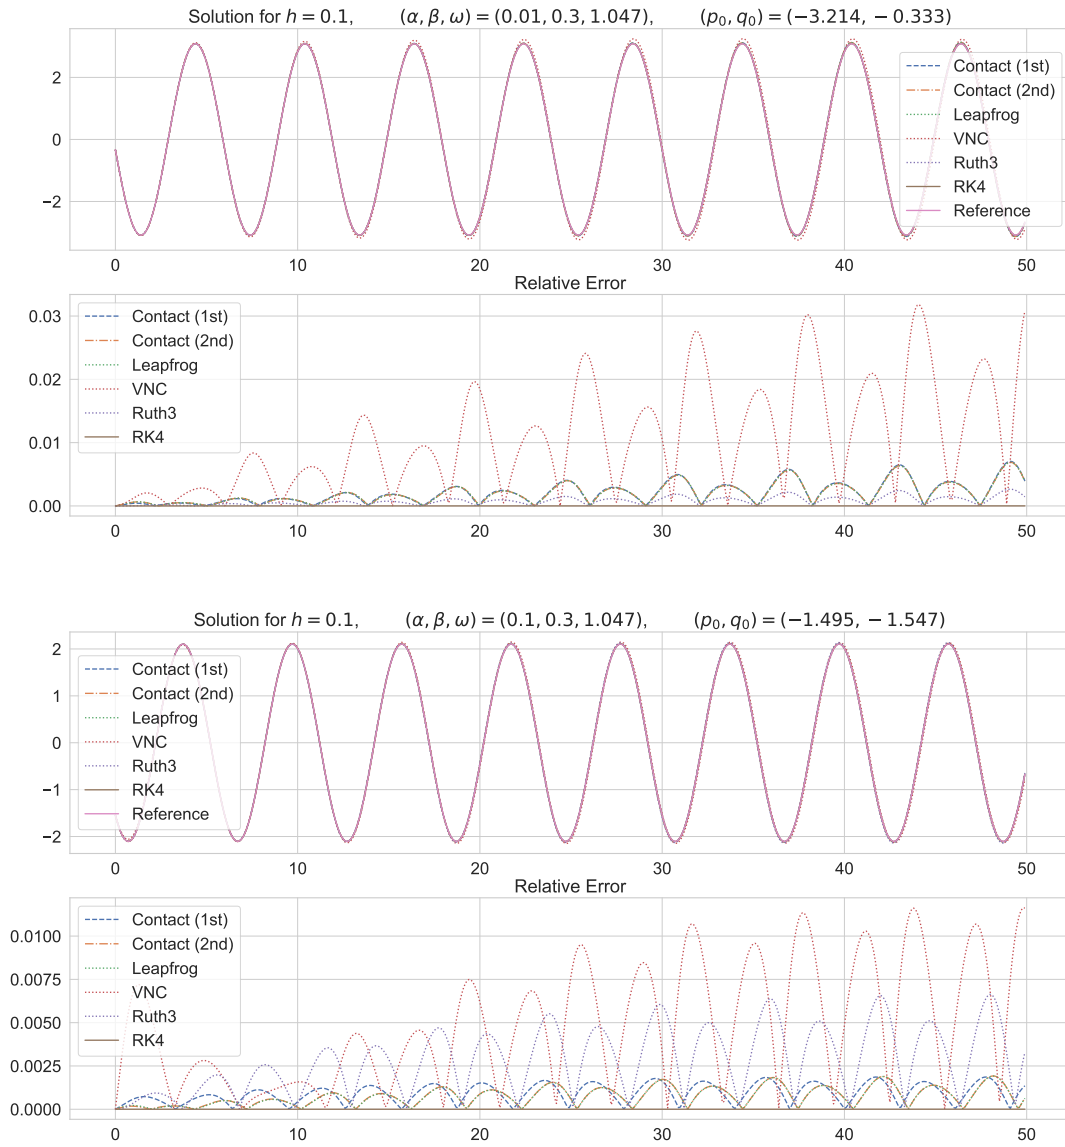 Solution for h = 0.1, (α, β, ω) = (0.01, 0.3, 1.047), (p₀, q₀) = (−3.214, − 0.333)
2
0
−2
Contact (1st)
Contact (2nd)
Leapfrog
VNC
Ruth3
RK4
Reference
0 10 20 30 40 50
Relative Error
0.03
0.02
0.01
0.00
Contact (1st)
Contact (2nd)
Leapfrog
VNC
Ruth3
RK4
0 10 20 30 40 50
Solution for h = 0.1, (α, β, ω) = (0.1, 0.3, 1.047), (p₀, q₀) = (−1.495, − 1.547)
2
1
0
−1
−2
Contact (1st)
Contact (2nd)
Leapfrog
VNC
Ruth3
RK4
Reference
0 10 20 30 40 50
Relative Error
0.0100
0.0075
0.0050
0.0025
0.0000
Contact (1st)
Contact (2nd)
Leapfrog
VNC
Ruth3
RK4
0 10 20 30 40 50